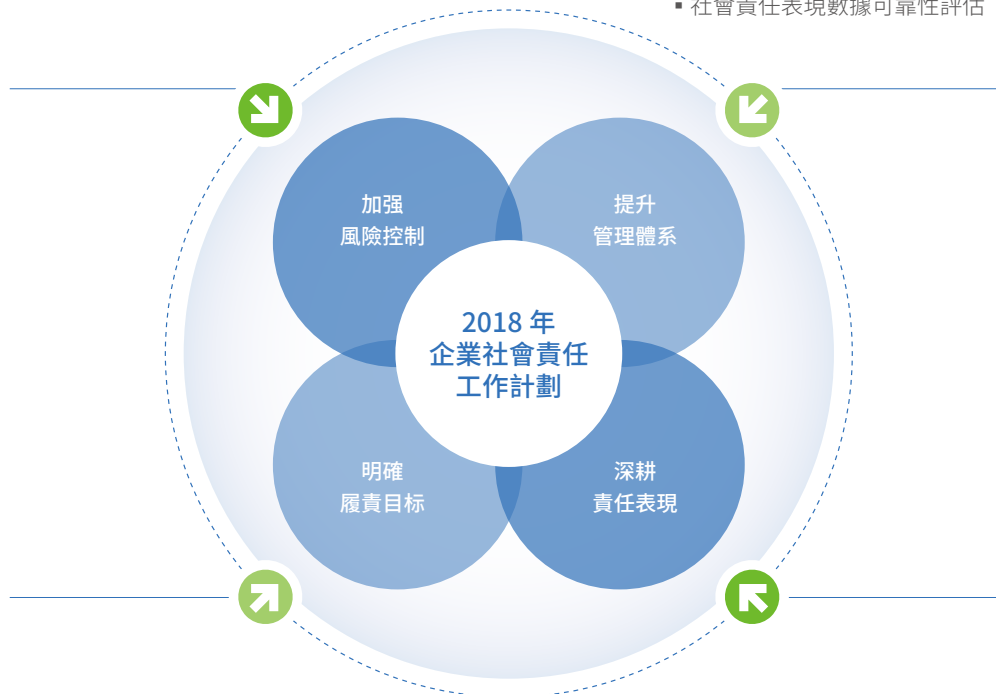 ▪ 社會責任表現數據可靠性評估
加强
風險控制
提升
管理體系
2018 年
企業社會責任
工作計劃
明確
履責目标
深耕
責任表現